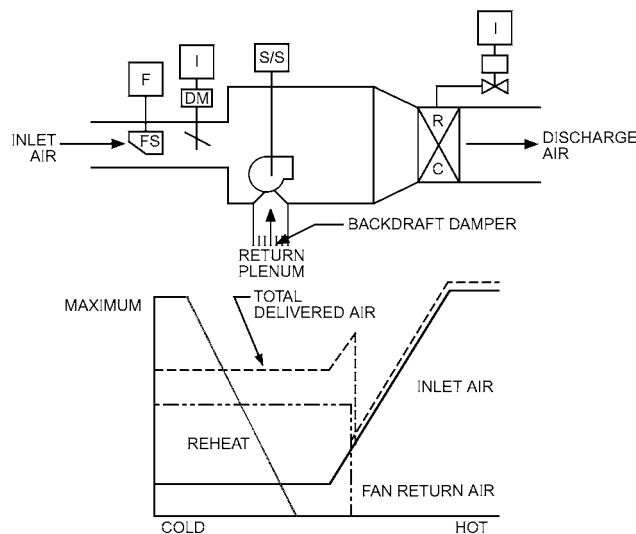 I
S/S
F
I
DM
R
INLET
AIR
FS
DISCHARGE
AIR
C
BACKDRAFT DAMPER
RETURN
PLENUM
MAXIMUM
TOTAL
DELIVERED AIR
INLET AIR
REHEAT
FAN RETURN AIR
COLD
HOT